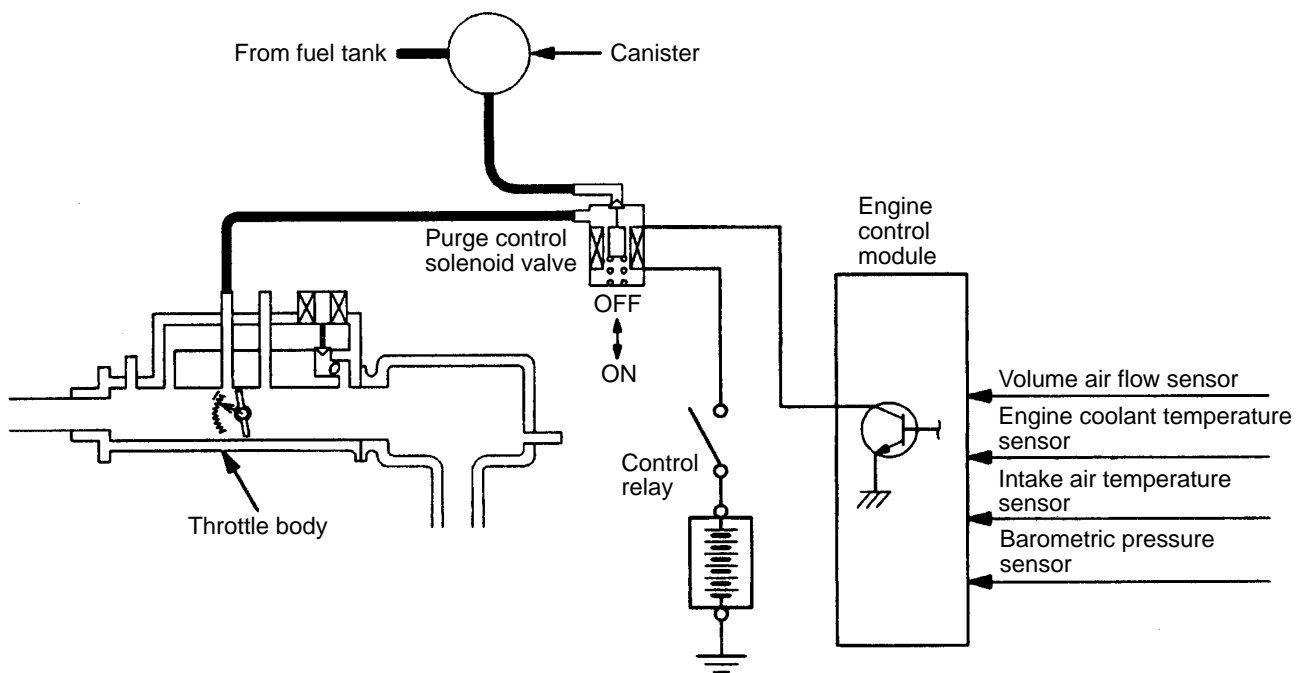 From fuel tank
Canister
Purge control
solenoid valve
OFF
ON
Engine
control
module
Volume air flow sensor
Engine coolant temperature
sensor
Intake air temperature
sensor
Barometric pressure
sensor
Control
relay
Throttle body